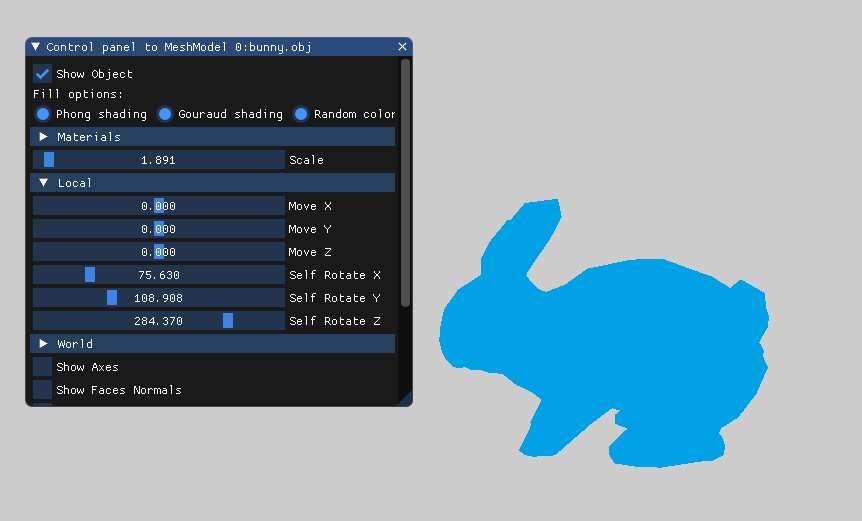 Control panel to MeshModel 0:bunny.obj
Show Object
Fill options:
Phong shading Gouraud shading Random color
Materials
1.891 Scale
Local
0.000 Move X
0.000 Move Y
0.000 Move Z
75.630 Self Rotate X
108.908 Self Rotate Y
284.370 Self Rotate Z
World
Show Axes
Show Faces Normals